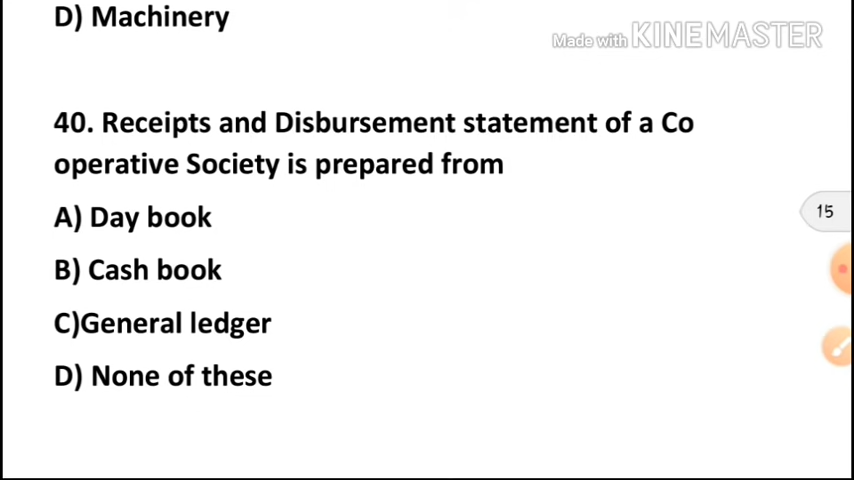 D) Machinery
Made with KINEMASTER
40. Receipts and Disbursement statement of a Co
operative Society is prepared from
A) Day book
15
B) Cash book
C)General ledger
D) None of these